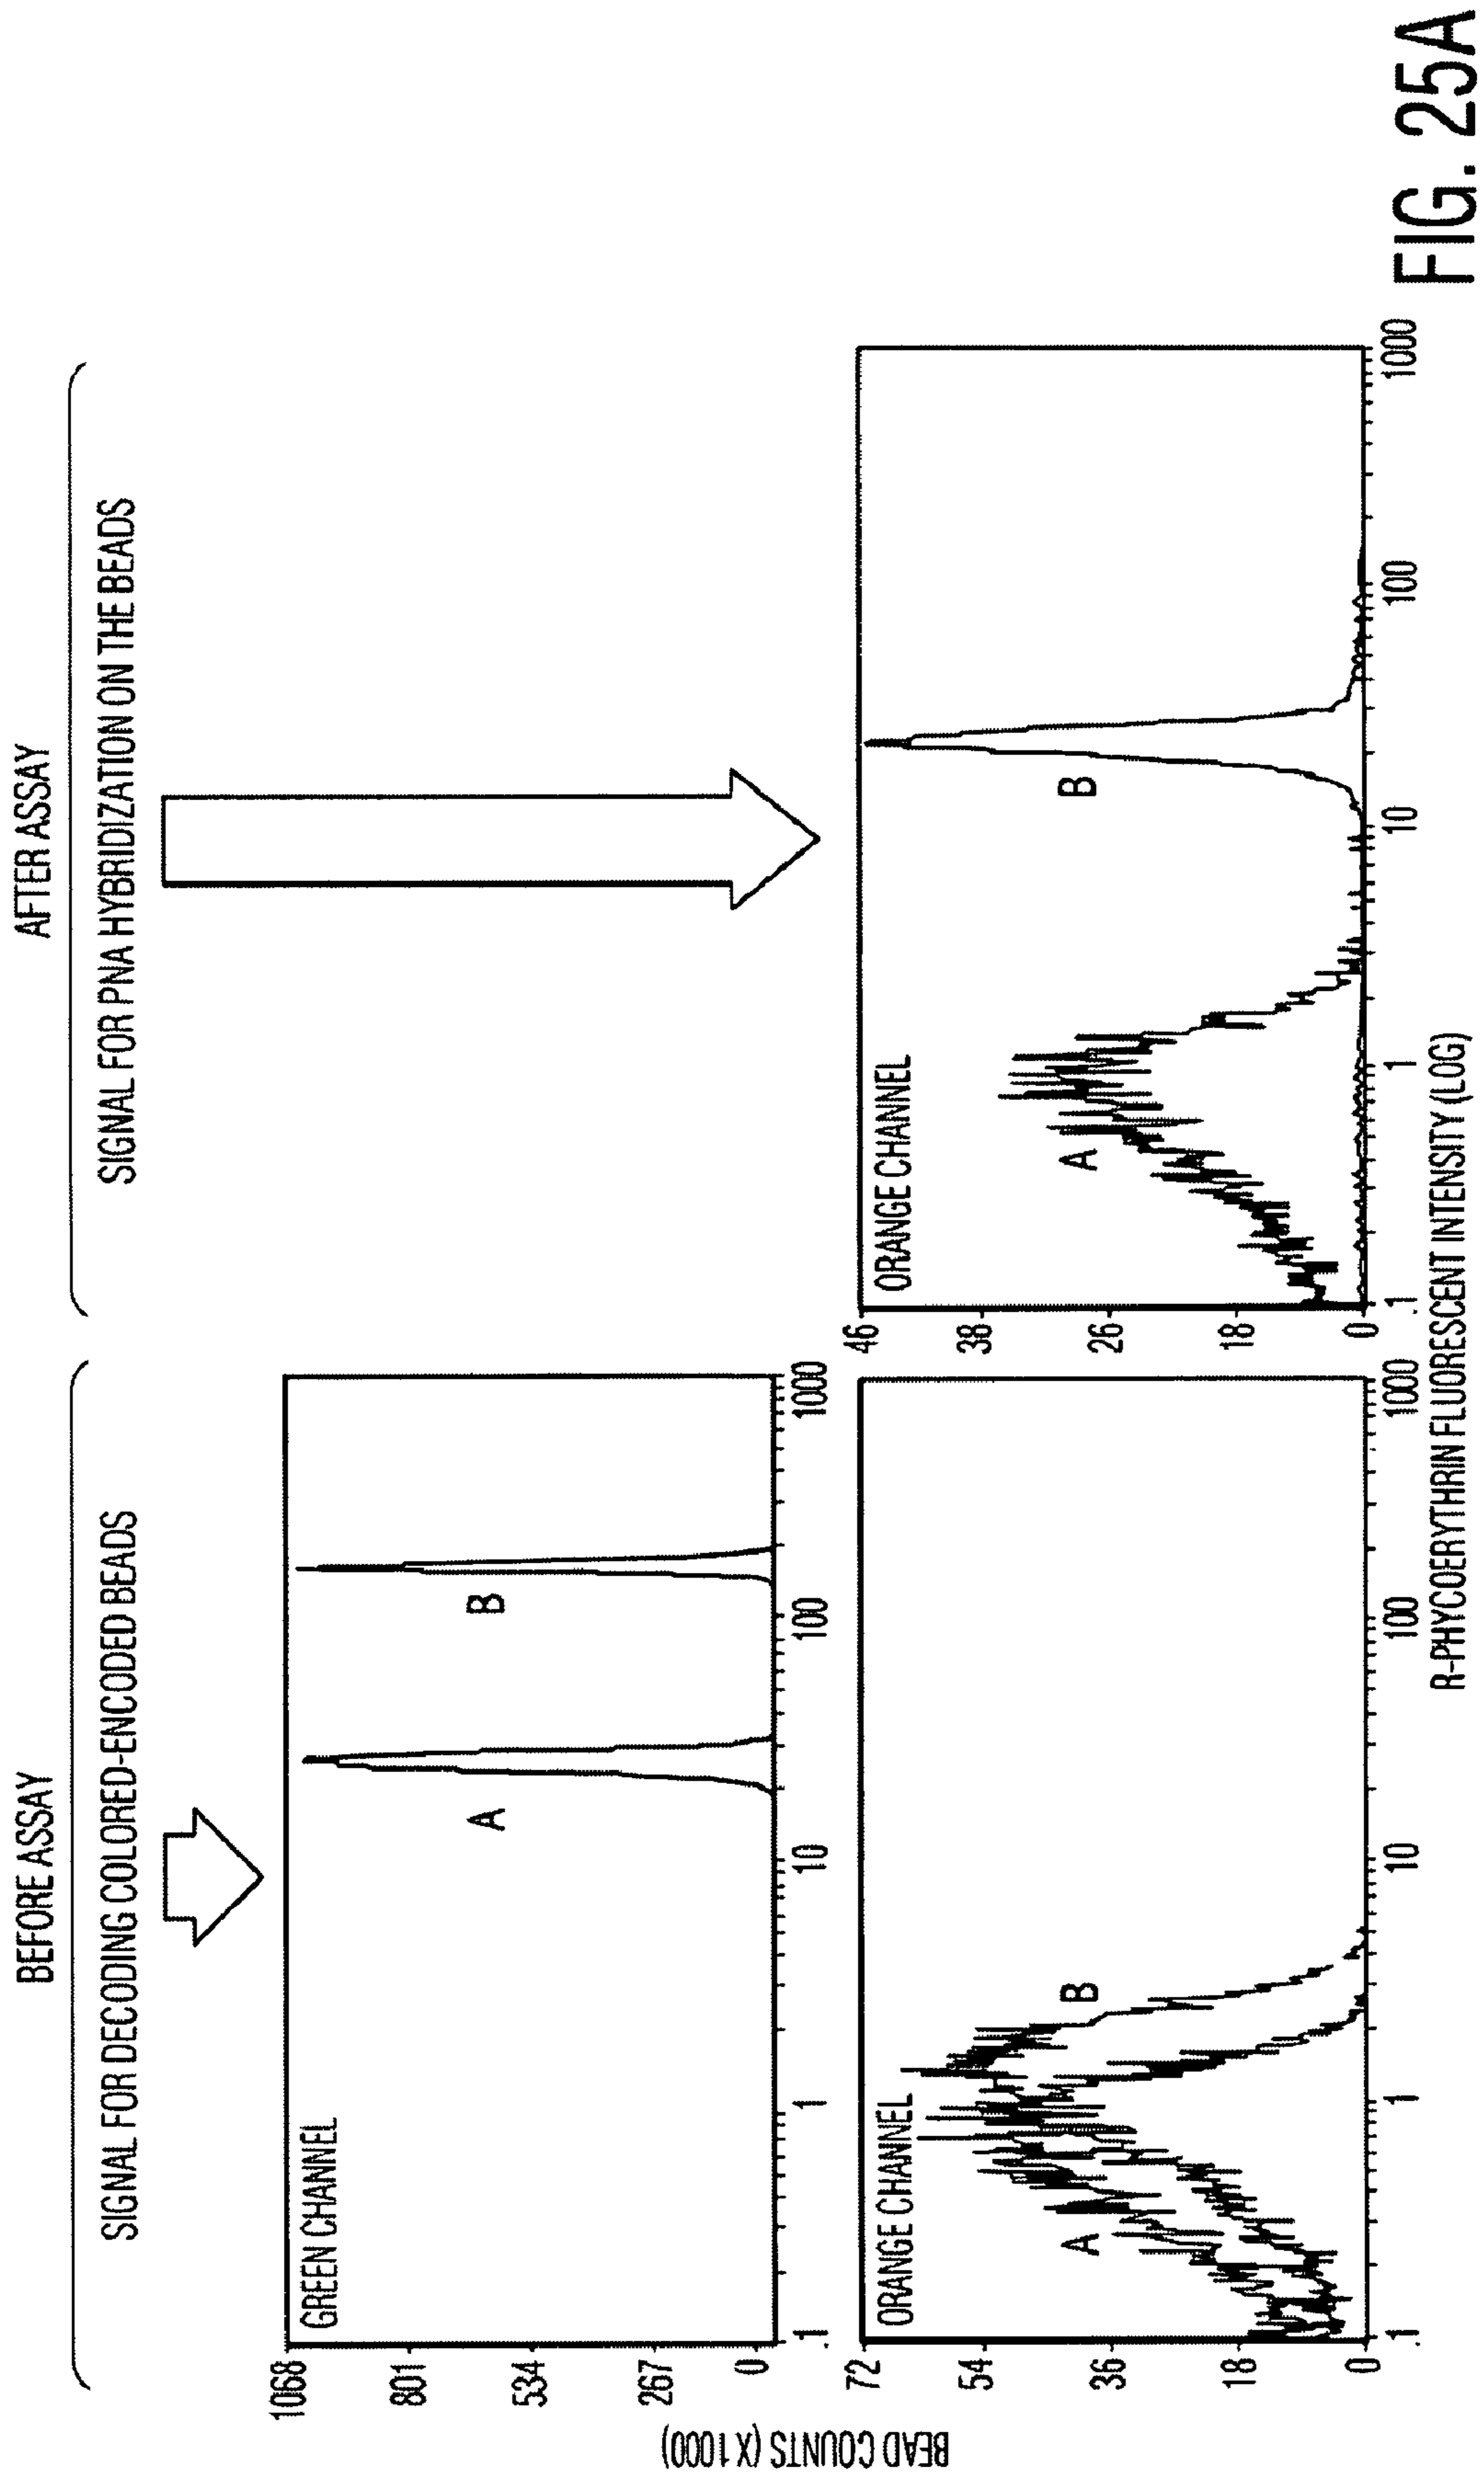 BEFORE ASSAY
SIGNAL FOR DECODING COLORED-ENCODED BEADS
AFTER ASSAY
SIGNAL FOR PNA HYBRIDIZATION ON THE BEADS
BEAD COUNTS (X1000)
GREEN CHANNEL
1068
801
534
267
0
A
B
.1
1
10
100
1000
ORANGE CHANNEL
72
54
36
18
0
A
B
.1
1
10
100
1000
ORANGE CHANNEL
46
38
26
18
0
A
B
.1
1
10
100
1000
R-PHYCOERYTHRIN FLUORESCENT INTENSITY (LOG)
FIG. 25A